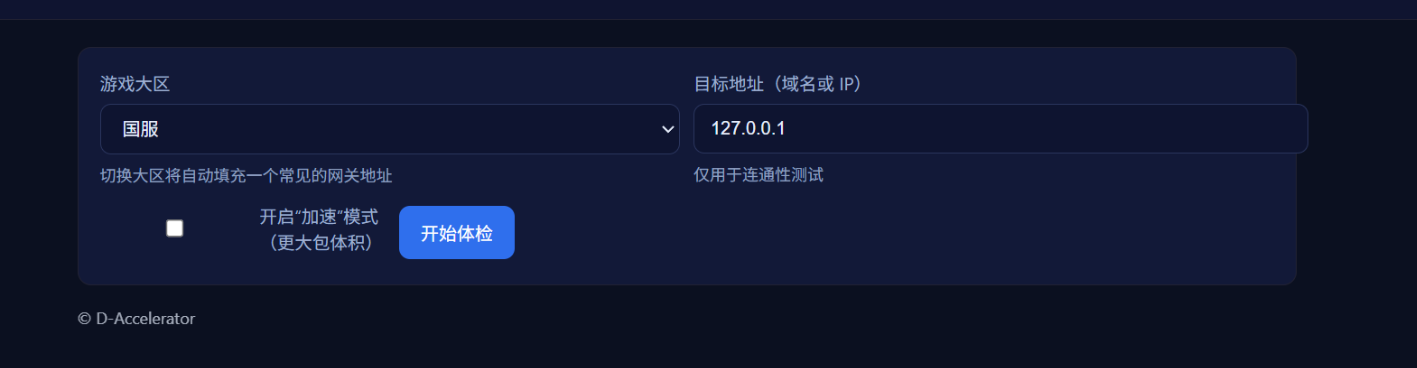 游戏大区
目标地址（域名或 IP）
国服
127.0.0.1
切换大区将自动填充一个常见的网关地址
仅用于连通性测试
开启“加速”模式
（更大包体积）
开始体检
© D-Accelerator